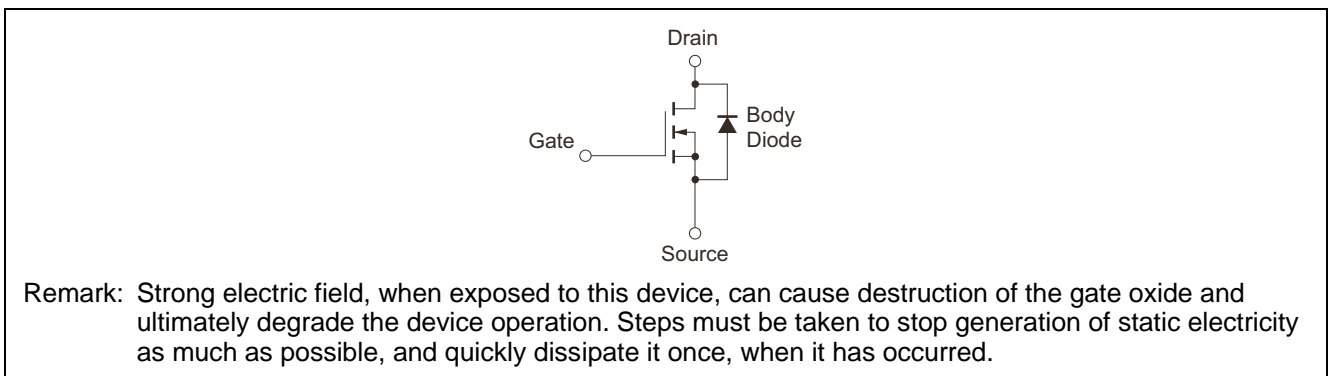 Drain
Body
Diode
Gate
Source
Remark: Strong electric field, when exposed to this device, can cause destruction of the gate oxide and
ultimately degrade the device operation. Steps must be taken to stop generation of static electricity
as much as possible, and quickly dissipate it once, when it has occurred.